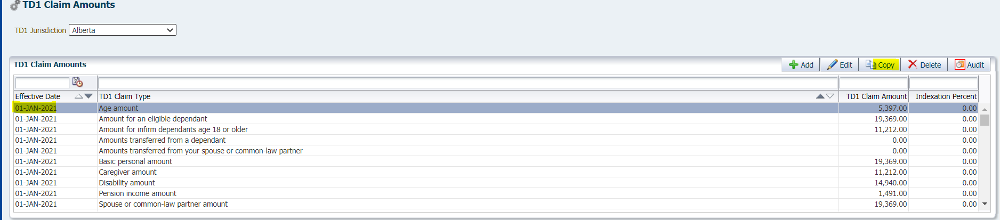 TD1 Claim Amounts
TD1 Jurisdiction Alberta
TD1 Claim Amounts Add Edit Copy Delete Audit
Effective Date TD1 Claim Type TD1 Claim Amount Indexation Percent
01-JAN-2021 Age amount 5,397.00 0.00
01-JAN-2021 Amount for an eligible dependant 19,369.00 0.00
01-JAN-2021 Amount for infirm dependants age 18 or older 11,212.00 0.00
01-JAN-2021 Amounts transferred from a dependant 0.00 0.00
01-JAN-2021 Amounts transferred from your spouse or common-law partner 0.00 0.00
01-JAN-2021 Basic personal amount 19,369.00 0.00
01-JAN-2021 Caregiver amount 11,212.00 0.00
01-JAN-2021 Disability amount 14,940.00 0.00
01-JAN-2021 Pension income amount 1,491.00 0.00
01-JAN-2021 Spouse or common-law partner amount 19,369.00 0.00